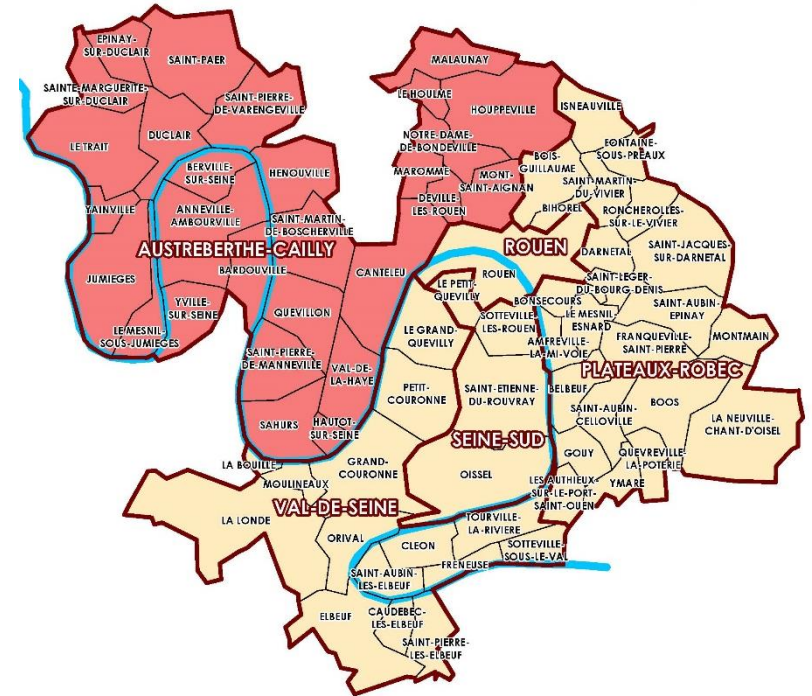 EPINAY-
SUR-DUCLAIR
SAINT-PAER
SAINTE-MARGUERITE-
SUR-DUCLAIR
SAINT-PIERRE-
DE-VARENGEVILLE
LE TRAIT
DUCLAIR
BERVILLE-
SUR-SEINE
HENOUVILLE
YAINVILLE
ANNEVILLE-
AMBOURVILLE
SAINT-MARTIN-
DE-BOSCHERVILLE
AUSTREBERTHE-CAILLY
BARDOUVILLE
CANTELEU
JUMIEGES
YVILLE-
SUR-SEINE
QUEVILLON
LE MESNIL-
SOUS-JUMIEGES
SAINT-PIERRE-
DE-MANNEVILLE
VAL-DE-
LA-HAYE
SAHURS
HAUTOT-
SUR-SEINE
MALAUNAY
LE HOULME
HOUPPEVILLE
NOTRE-DAME-
DE-BONDEVILLE
MAROMME
MONT-
SAINT-AIGNAN
DEVILLE-
LES ROUEN
ISNEAUVILLE
FONTAINE-
SOUS-PREAUX
BOIS-
GUILLAUME
SAINT-MARTIN-
DU-VIVIER
BIHOREL
RONCHEROLLES-
SUR-LE-VIVIER
ROUEN
DARNETAL
SAINT-JACQUES-
SUR-DARNETAL
ROUEN
LE PETIT-
QUEVILLY
SAINT-LEGER-
DU-BOURG-DENIS
BONSECOURS
SOTTEVILLE-
LES-ROUEN
LE MESNIL-
ESNARD
SAINT-AUBIN-
EPINAY
LE GRAND-
QUEVILLY
AMFREVILLE-
LA-MI-VOIE
FRANQUEVILLE-
SAINT-PIERRE
MONTMAIN
PLATEAUX-ROBEC
PETIT-
COURONNE
SAINT-ETIENNE-
DU-ROUVRAY
BELBEUF
BOOS
SAINT-AUBIN-
CELLOVILLE
LA NEUVILLE-
CHANT-D'OISEL
SEINE-SUD
GOUY
QUEVREVILLE-
LA-POTERIE
OISSEL
YMARE
LES AUTHIEUX-
SUR-LE-PORT-
SAINT-OUEN
LA BOUILLE
GRAND-
COURONNE
MOULINEAUX
VAL-DE-SEINE
LA LONDE
ORIVAL
TOURVILLE-
LA-RIVIERE
CLEON
SOTTEVILLE-
SOUS-LE-VAL
FRENEUSE
SAINT-AUBIN-
LES-ELBEUF
ELBEUF
CAUDEBEC-
LES-ELBEUF
SAINT-PIERRE-
LES-ELBEUF